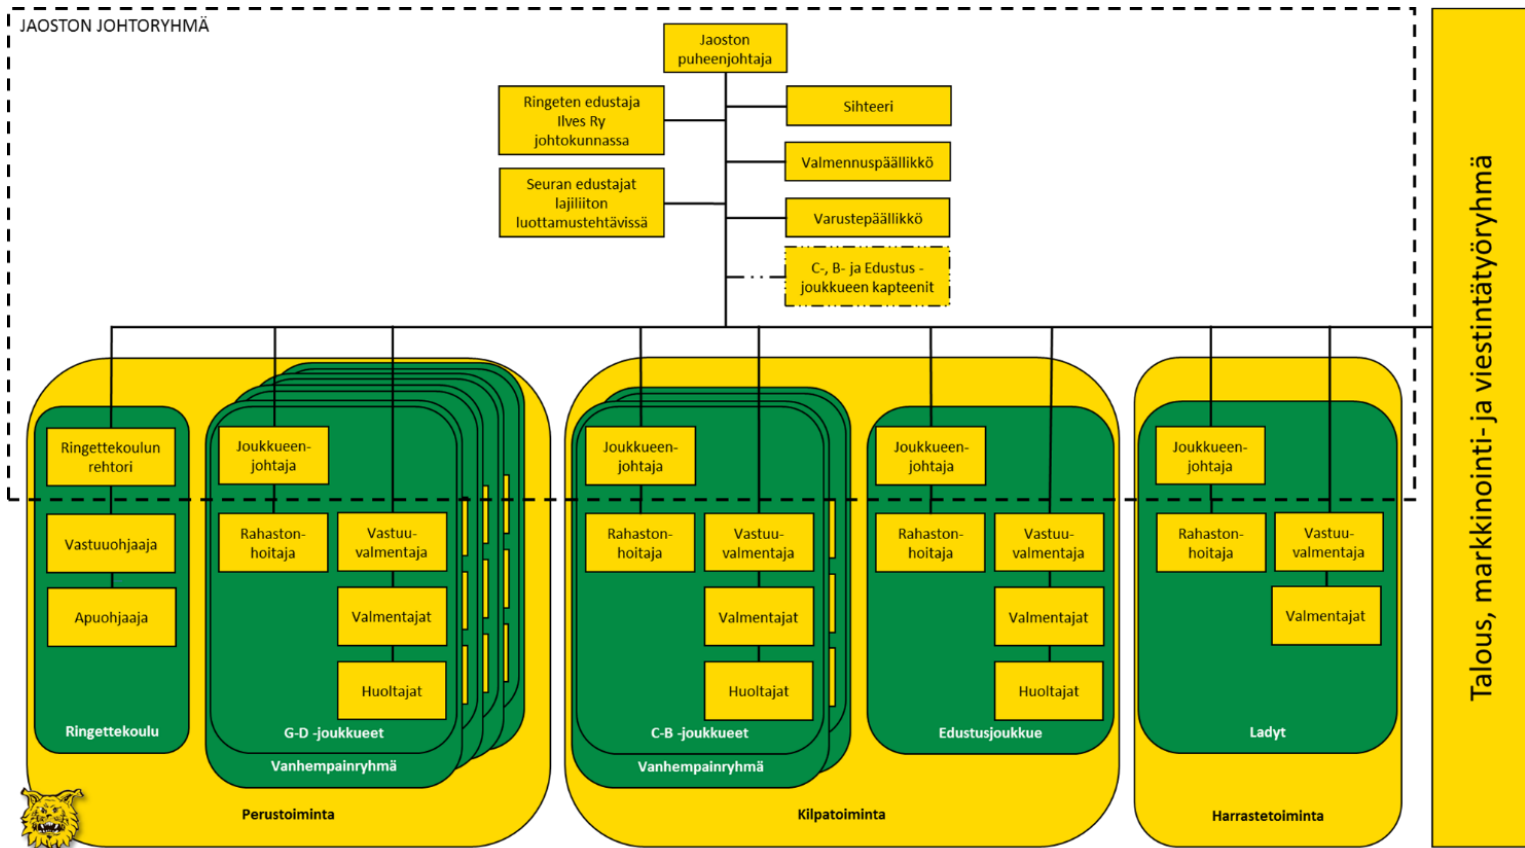 JAOSTON JOHTORYHMÄ
Jaoston
puheenjohtaja
Ringeten edustaja
Ilves Ry
johtokunnassa
Sihteeri
Valmennuspäällikkö
Seuran edustajat
lajiliiton
luottamustehtävissä
Varustepäällikkö
C-, B- ja Edustus -
joukkueen kapteenit
Ringettekoulun
rehtori
Vastuuohjaaja
Apuohjaaja
Ringettekoulu
Joukkueen-
johtaja
Rahaston-
hoitaja
Vastuu-
valmentaja
Valmentajat
Huoltajat
G-D -joukkueet
Vanhempainryhmä
Perustoiminta
Joukkueen-
johtaja
Rahaston-
hoitaja
Vastuu-
valmentaja
Valmentajat
Huoltajat
C-B -joukkueet
Vanhempainryhmä
Joukkueen-
johtaja
Rahaston-
hoitaja
Vastuu-
valmentaja
Valmentajat
Huoltajat
Edustusjoukkue
Kilpatoiminta
Joukkueen-
johtaja
Rahaston-
hoitaja
Vastuu-
valmentaja
Valmentajat
Ladyt
Harrastetoiminta
Talous, markkinointi- ja viestintätyöryhmä